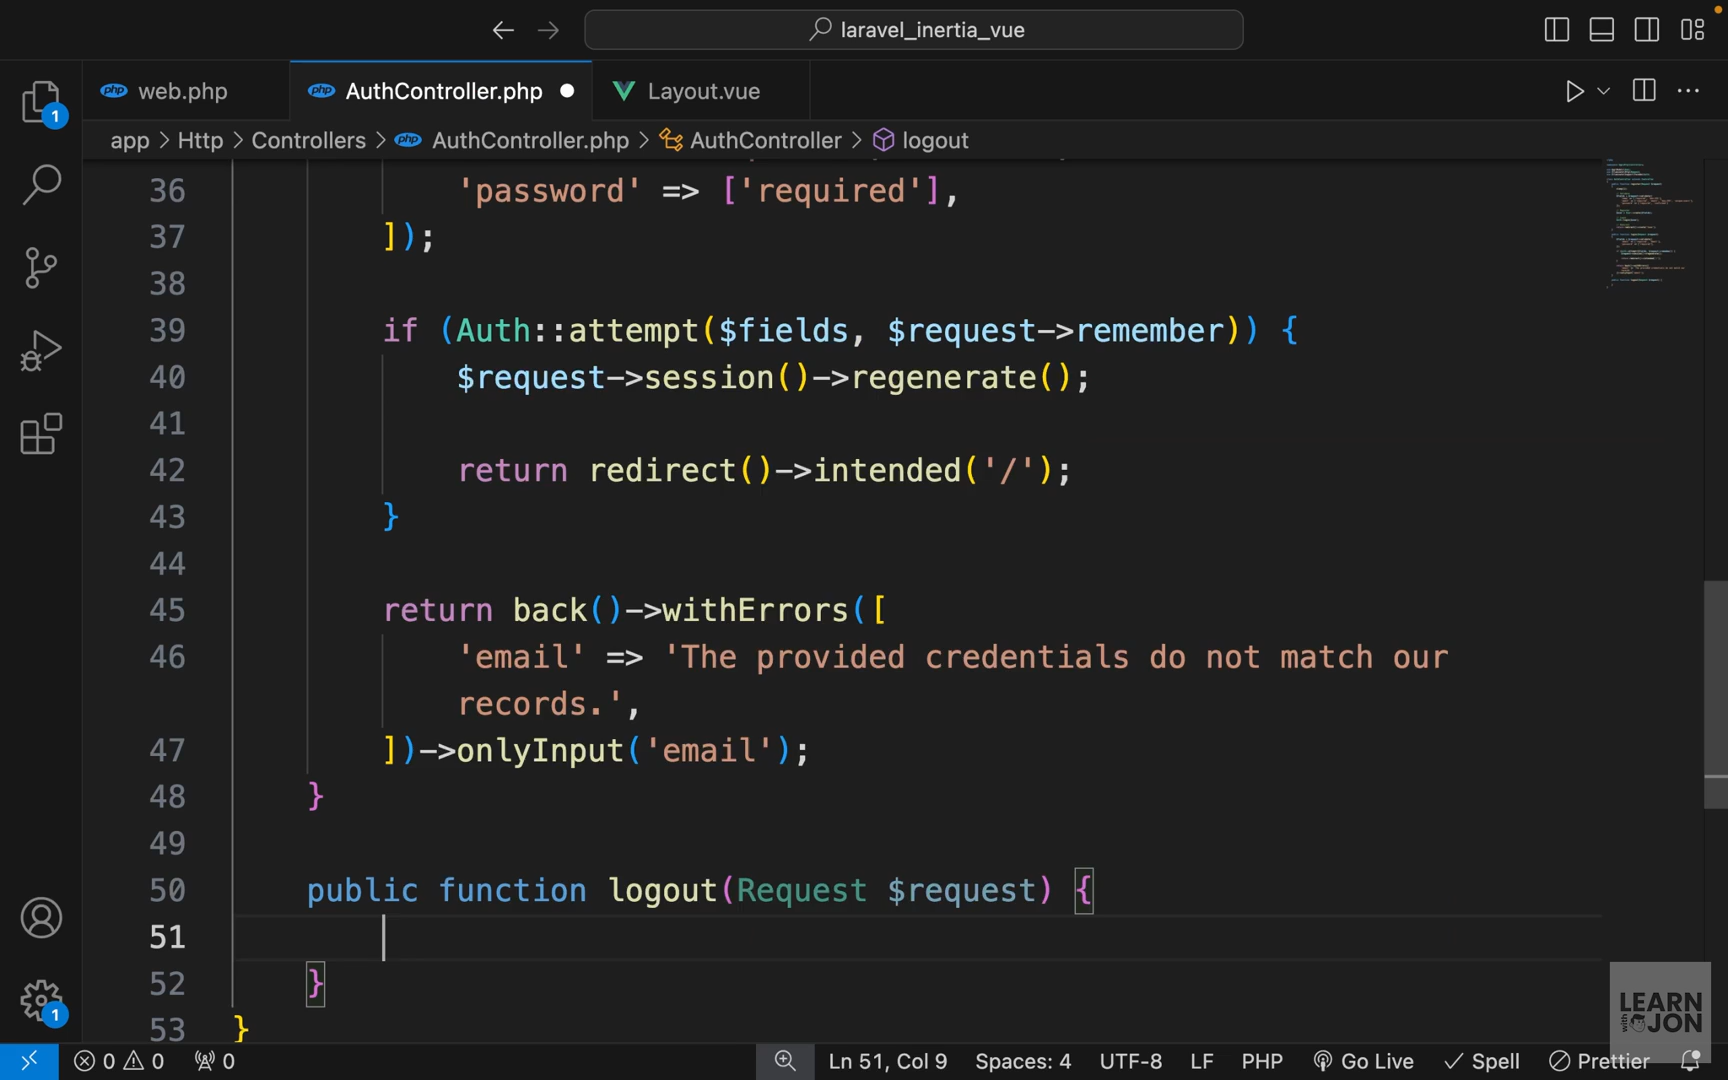 laravel_inertia_vue
web.php AuthController.php Layout.vue
app > Http > Controllers > AuthController.php > AuthController > logout
36 'password' => ['required'],
37 ]);
38
39 if (Auth::attempt($fields, $request->remember)) {
40 $request->session()->regenerate();
41
42 return redirect()->intended('/');
43 }
44
45 return back()->withErrors([
46 'email' => 'The provided credentials do not match our
records.',
47 ])->onlyInput('email');
48 }
49
50 public function logout(Request $request) {
51
52 }
53 }
1
1
LEARN
with JON
0 0 0 Ln 51, Col 9 Spaces: 4 UTF-8 LF PHP Go Live Spell Prettier